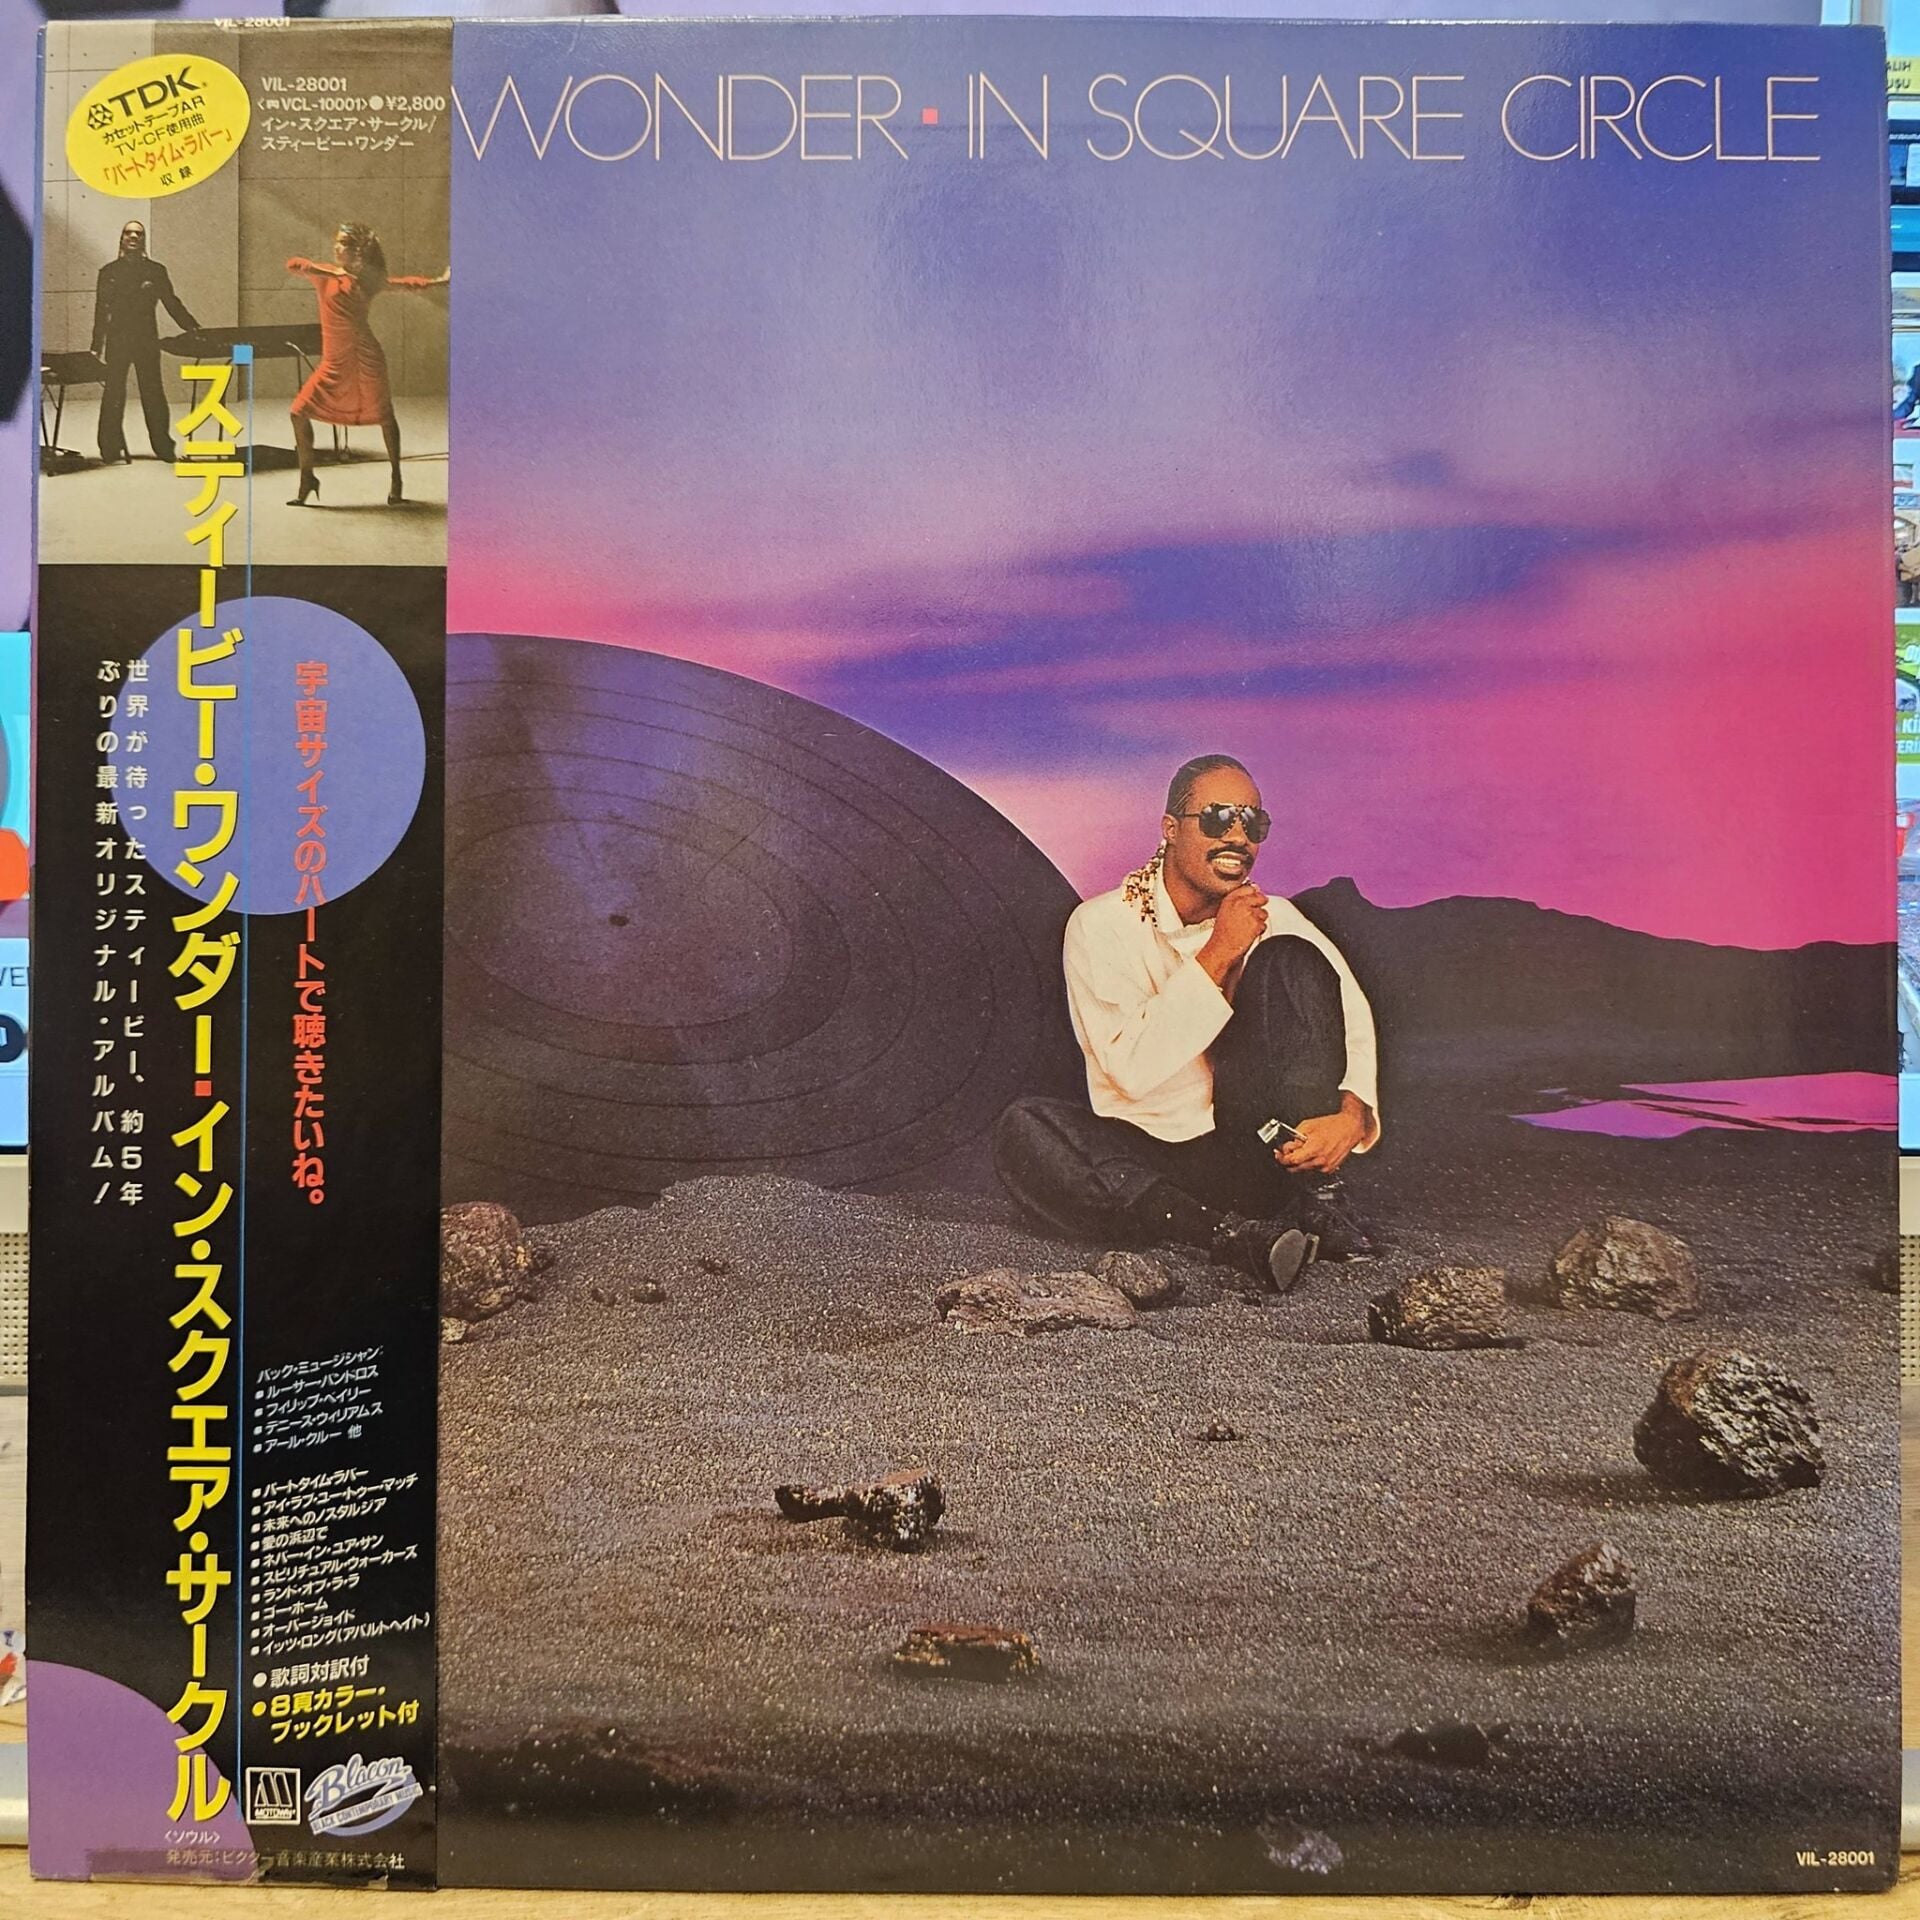 VIL-28001
TDK
カセットテープAR
TV-CF使用曲
「パートタイム・ラバー」
収録
VIL-28001
VCL-10001〉●¥2,800
イン・スクエア・サークル/
スティービー・ワンダー
WONDER IN SQUARE CIRCLE
スティービー・ワンダー イン・スクエア・サークル
宇宙サイズのハートで聴きたいね。
世界が待ったスティービー、約5年
ぶりの最新オリジナル・アルバム!
バック・ミュージシャン:
■ルーサー・バンドロス
■フィリップ・ベイリー
■デニース・ウィリアムス
■アール・クルー 他
■パートタイム・ラバー
■アイ・ラブ・ユー・トゥー・マッチ
■未来へのノスタルジア
■愛の浜辺で
■ネバー・イン・ユア・サン
■スピリチュアル・ウォーカーズ
■ランド・オブ・ラ・ラ
■ゴー・ホーム
■オーバージョイド
■イッツ・ロング(アパルトヘイト)
●歌詞対訳付
●8頁カラー・
ブックレット付
MOTOWN
Blacon
BLACK CONTEMPORARY MUSIC
〈ソウル〉
発売元:ビクター音楽産業株式会社
VIL-28001